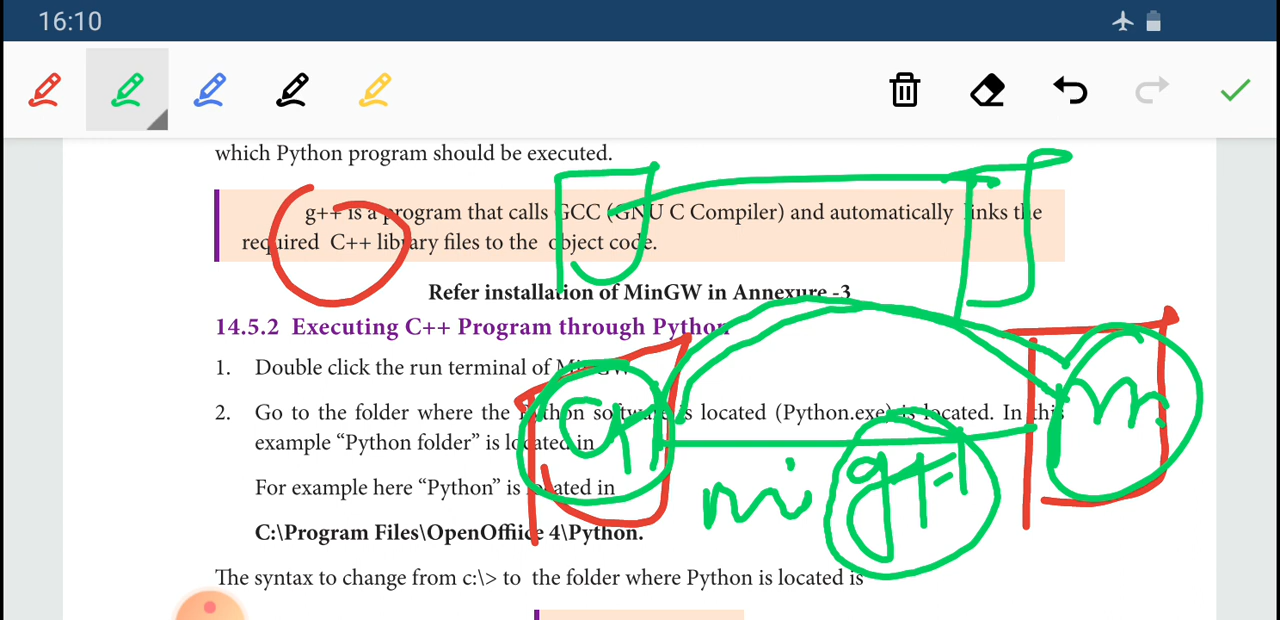 16:10
which Python program should be executed.
g++ is a program that calls GCC (GNU C Compiler) and automatically links the
required C++ library files to the object code.
Refer installation of MinGW in Annexure -3
14.5.2 Executing C++ Program through Python
1. Double click the run terminal of MinGW
2. Go to the folder where the Python software is located (Python.exe) is located. In this
example “Python folder” is located in
For example here “Python” is located in
C:\Program Files\OpenOffiice 4\Python.
The syntax to change from c:\> to the folder where Python is located is